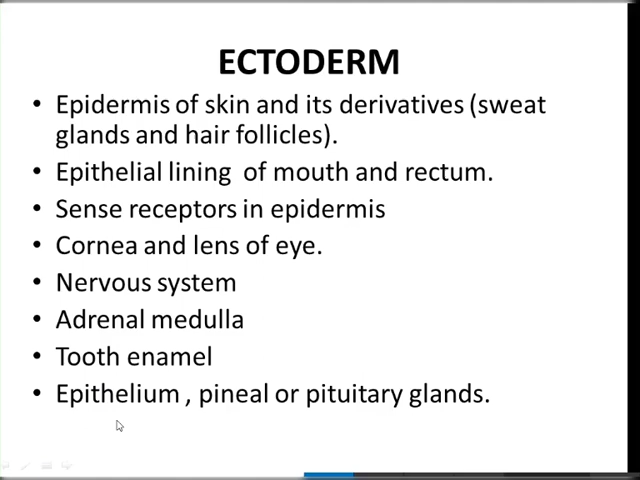 ECTODERM
• Epidermis of skin and its derivatives (sweat
glands and hair follicles).
• Epithelial lining  of mouth and rectum.
• Sense receptors in epidermis
• Cornea and lens of eye.
• Nervous system
• Adrenal medulla
• Tooth enamel
• Epithelium , pineal or pituitary glands.